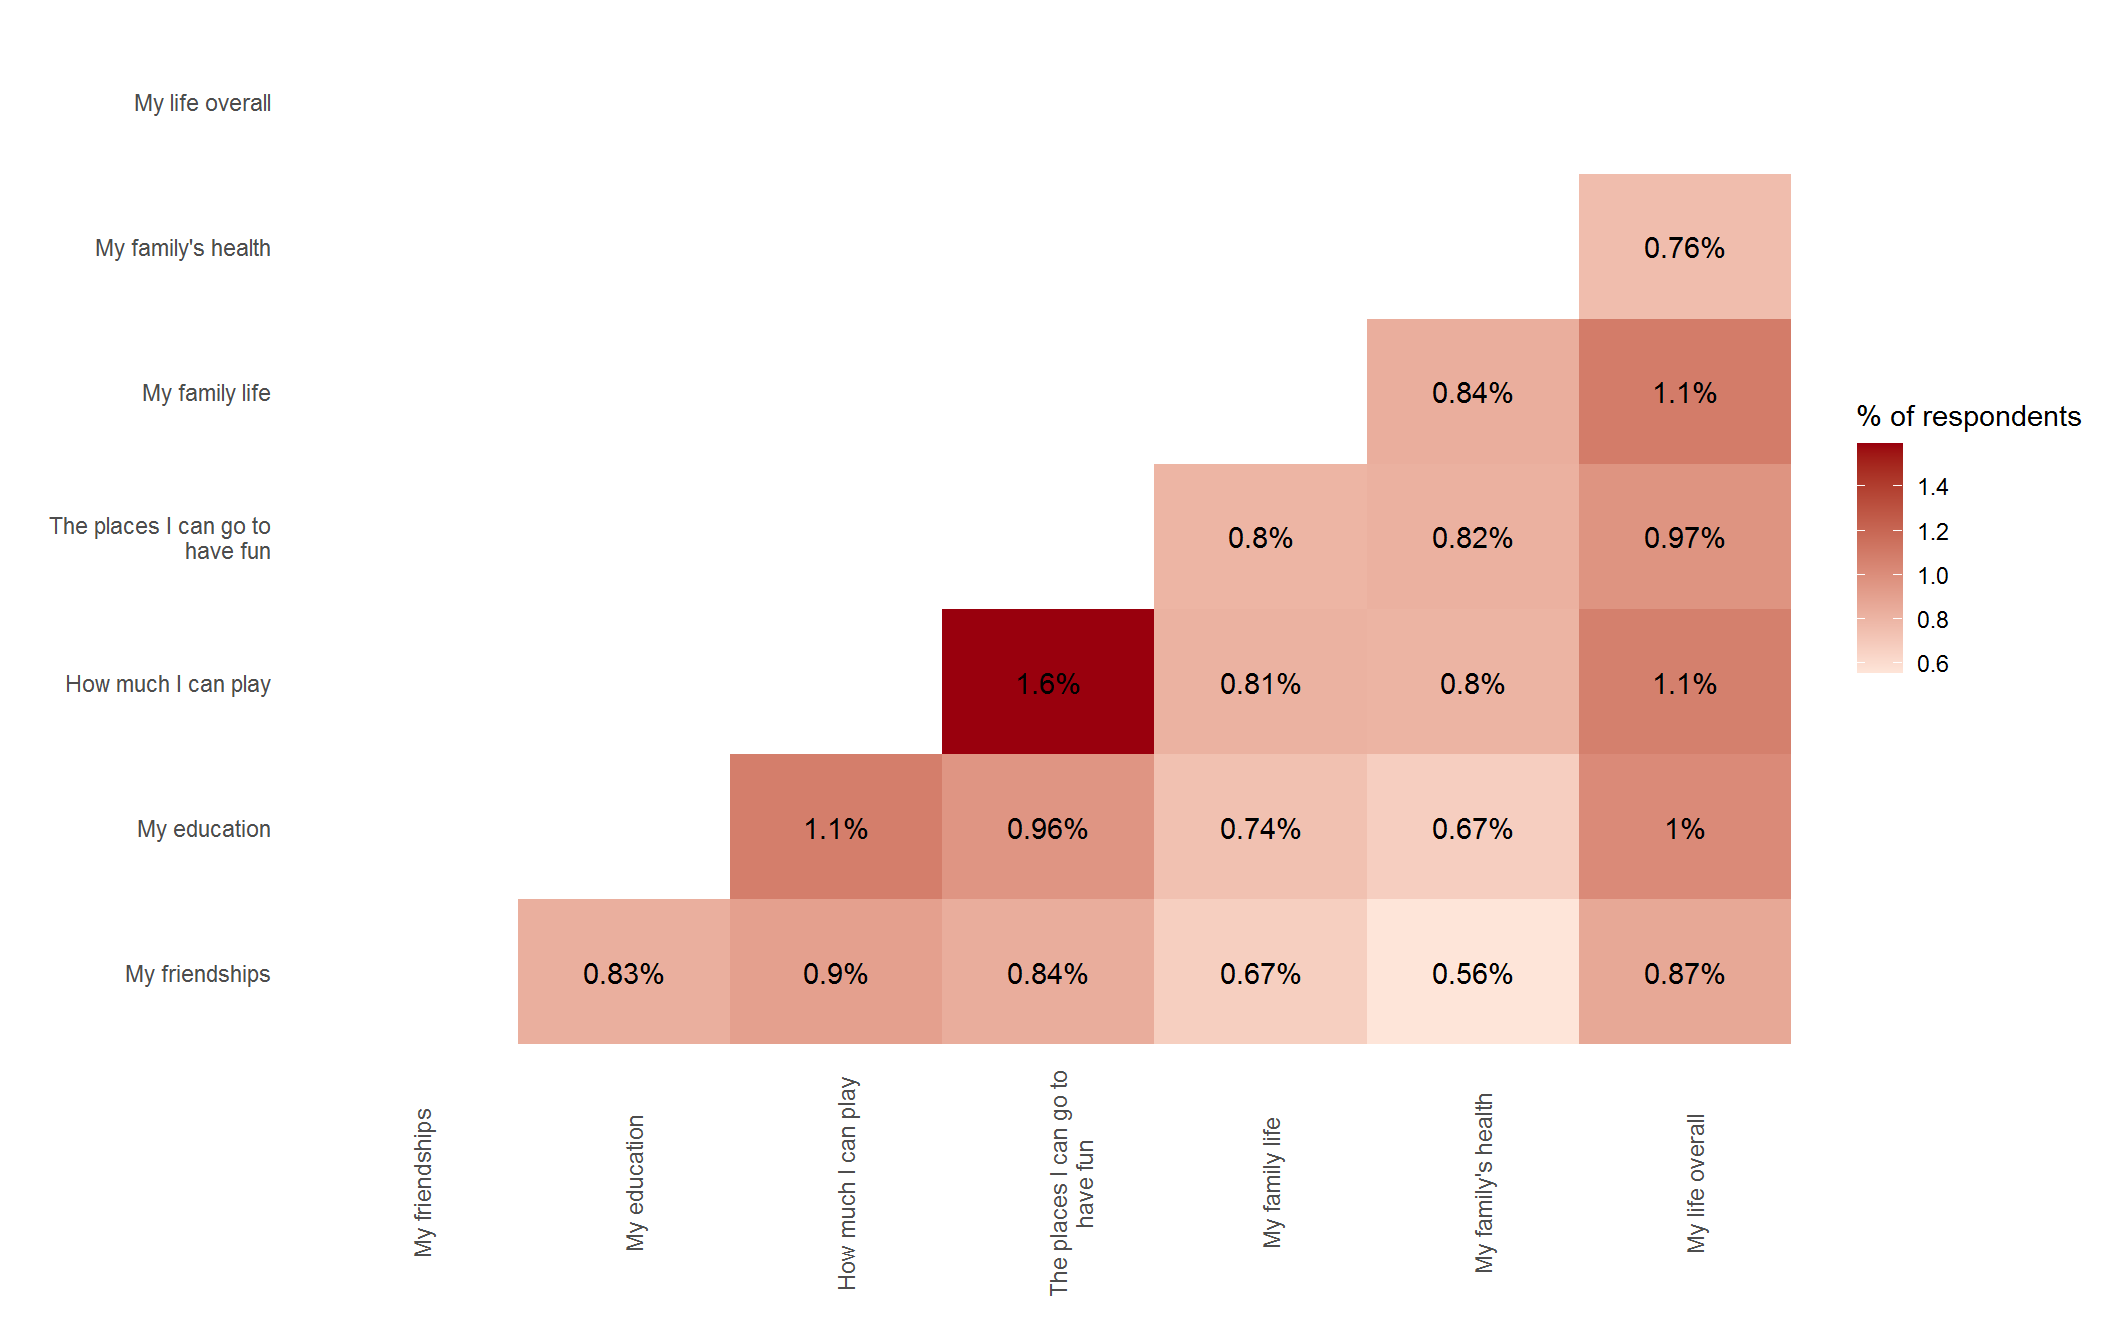 My life overall
My family's health
0.76%
My family life
0.84%
1.1%
% of respondents
1.4
1.2
1.0
0.8
0.6
The places I can go to
have fun
0.8%
0.82%
0.97%
How much I can play
1.6%
0.81%
0.8%
1.1%
My education
1.1%
0.96%
0.74%
0.67%
1%
My friendships
0.83%
0.9%
0.84%
0.67%
0.56%
0.87%
My friendships
My education
How much I can play
The places I can go to
have fun
My family life
My family's health
My life overall